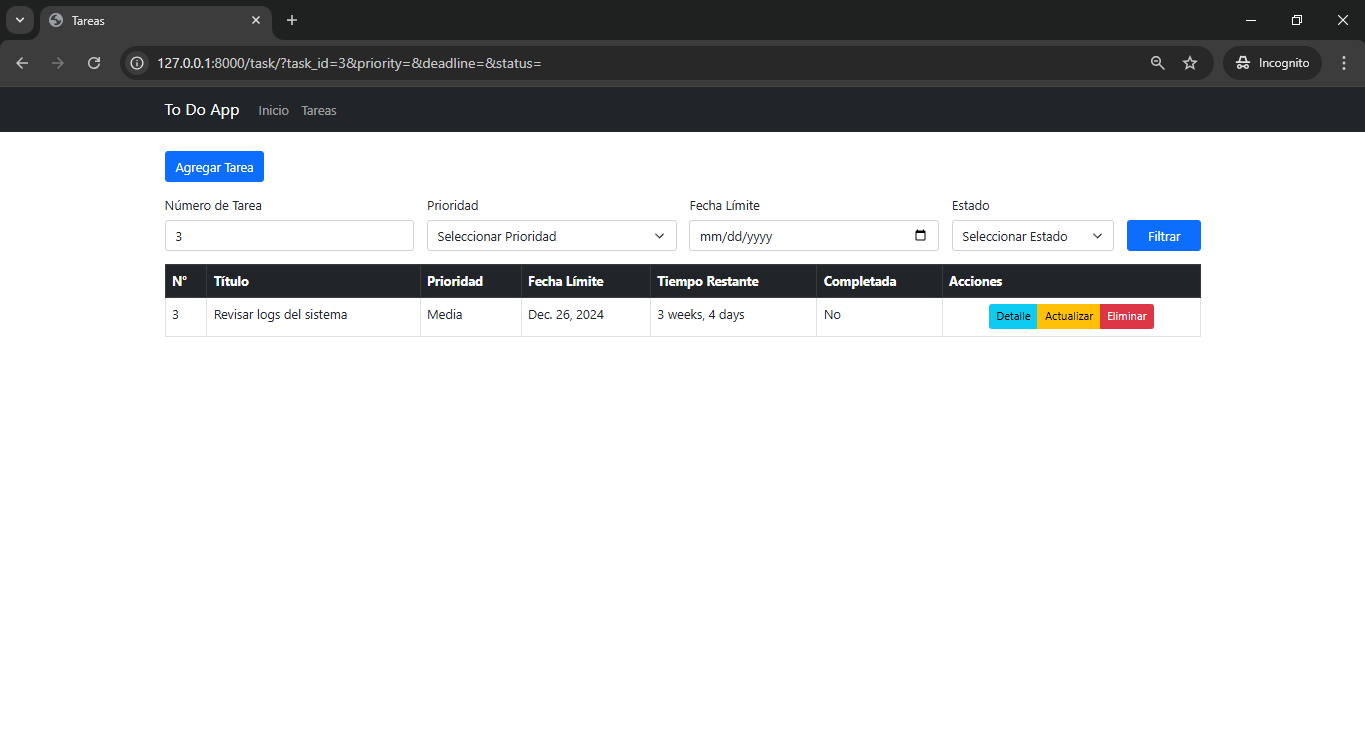 Tareas
127.0.0.1:8000/task/?task_id=3&priority=&deadline=&status=
Incognito
To Do App Inicio Tareas
Agregar Tarea
Número de Tarea Prioridad Fecha Límite Estado
3 Seleccionar Prioridad mm/dd/yyyy Seleccionar Estado Filtrar
N° Título Prioridad Fecha Límite Tiempo Restante Completada Acciones
3 Revisar logs del sistema Media Dec. 26, 2024 3 weeks, 4 days No Detalle Actualizar Eliminar